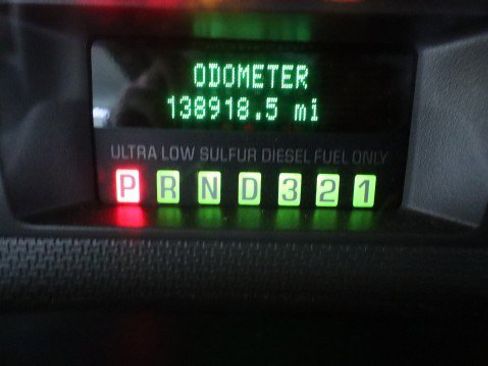 ODOMETER
138918.5 mi
ULTRA LOW SULFUR DIESEL FUEL ONLY
P R N D 3 2 1